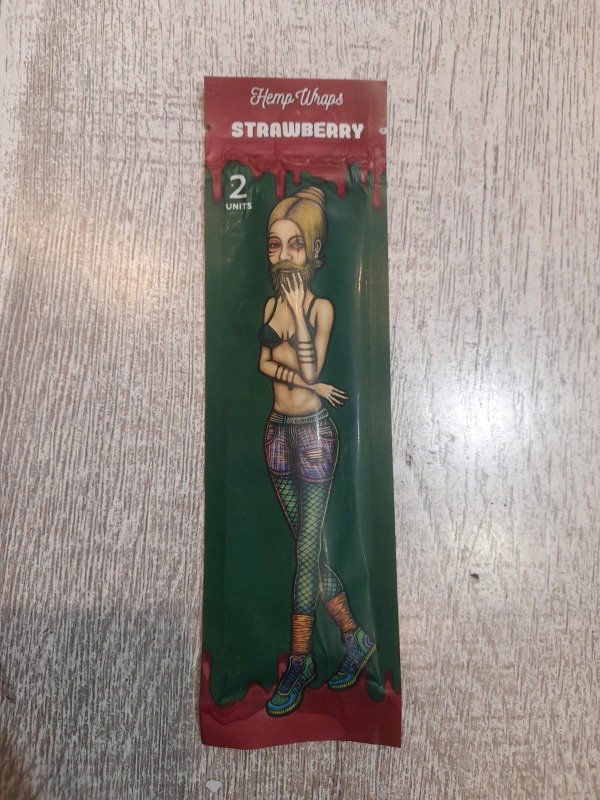 Hemp Wraps
STRAWBERRY
2
UNITS